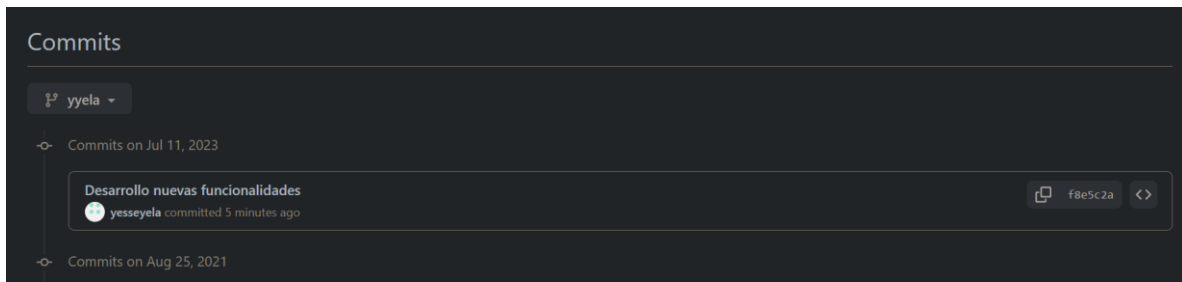 Commits
yyela
Commits on Jul 11, 2023
Desarrollo nuevas funcionalidades
f8e5c2a
yesseyela committed 5 minutes ago
Commits on Aug 25, 2021